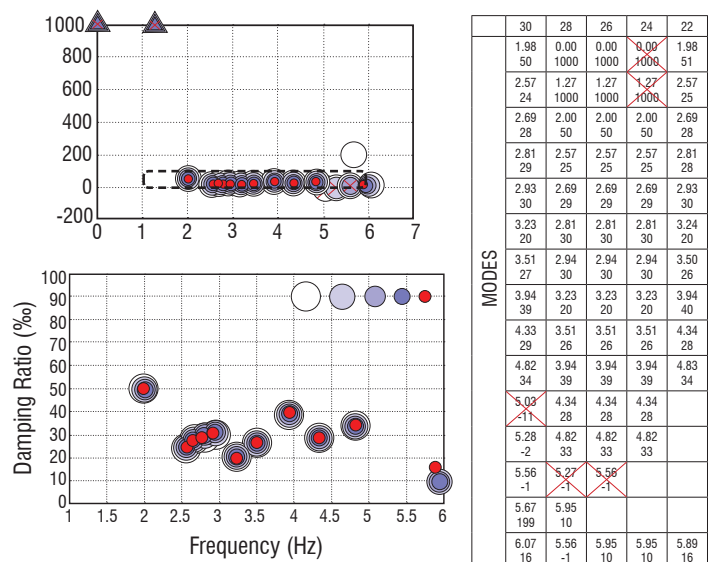 1000
800
600
400
200
0
-200
0 1 2 3 4 5 6 7
100
90
80
70
60
50
40
30
20
10
0
1 1.5 2 2.5 3 3.5 4 4.5 5 5.5 6
Damping Ratio (‰)
Frequency (Hz)
MODES
30 28 26 24 22
1.98 0.00 0.00 0.00 1.98
50 1000 1000 1000 51
2.57 1.27 1.27 1.27 2.57
24 1000 1000 1000 25
2.69 2.00 2.00 2.00 2.69
28 50 50 50 28
2.81 2.57 2.57 2.57 2.81
29 25 25 25 28
2.93 2.69 2.69 2.69 2.93
30 29 29 29 30
3.23 2.81 2.81 2.81 3.24
20 30 30 30 20
3.51 2.94 2.94 2.94 3.50
27 30 30 30 26
3.94 3.23 3.23 3.23 3.94
39 20 20 20 40
4.33 3.51 3.51 3.51 4.34
29 26 26 26 28
4.82 3.94 3.94 3.94 4.83
34 39 39 39 34
5.03 4.34 4.34 4.34
-11 28 28 28
5.28 4.82 4.82 4.82
-2 33 33 33
5.56 5.27 5.56
-1 -1 -1
5.67 5.95
199 10
6.07 5.56 5.95 5.95 5.89
16 -1 10 10 16